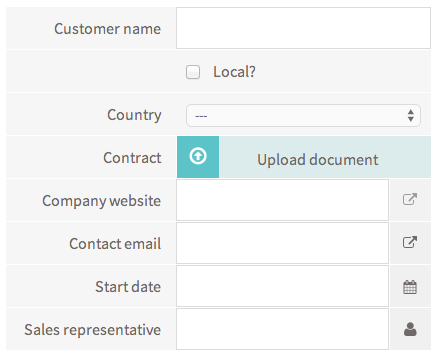 Customer name
Local?
Country ---
Contract Upload document
Company website
Contact email
Start date
Sales representative